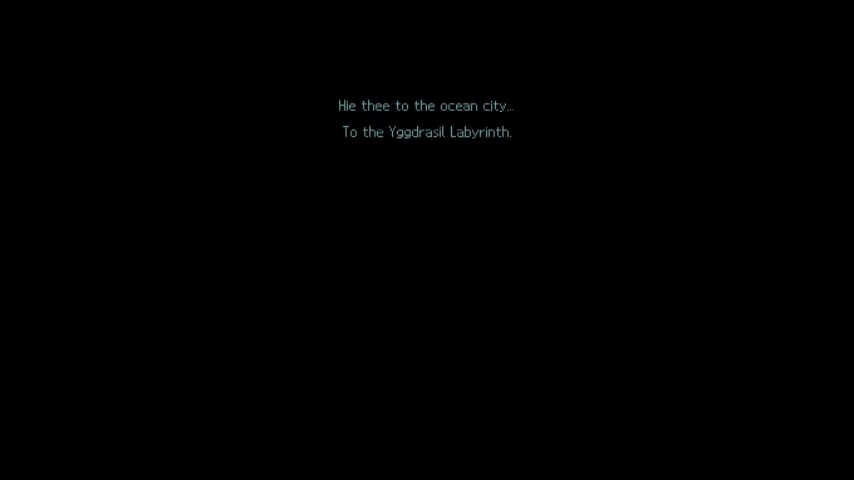 Hie thee to the ocean city...
To the Yggdrasil Labyrinth.